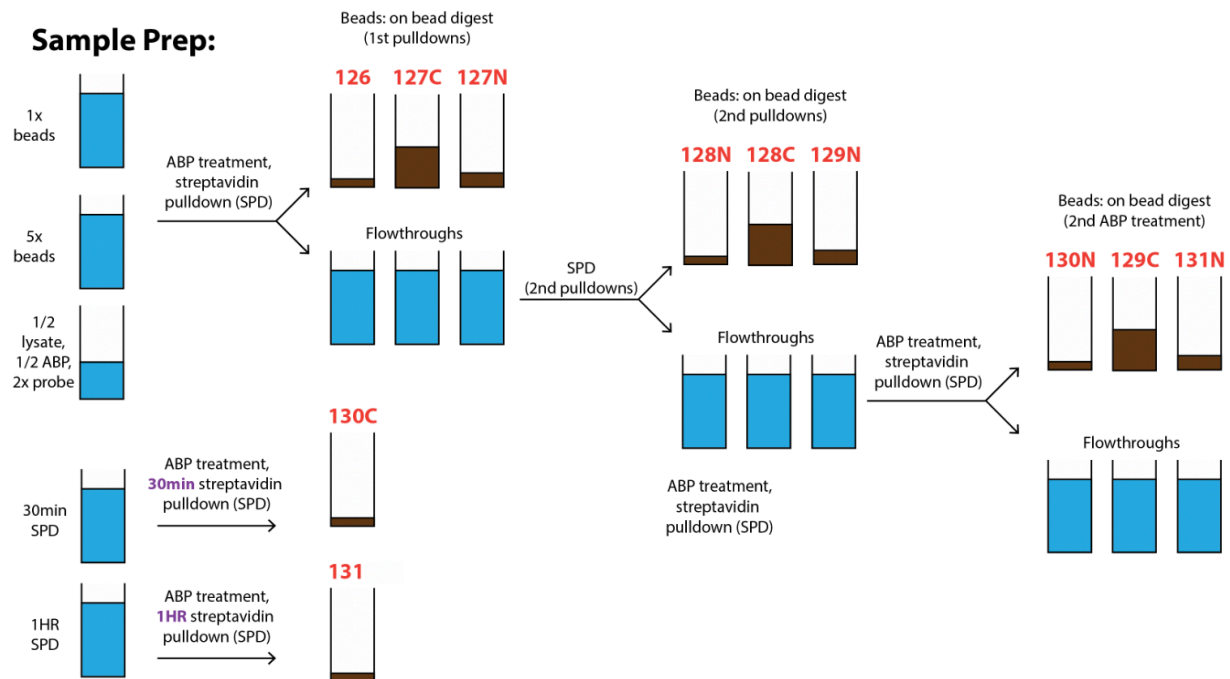 Sample Prep:
1x
beads
5x
beads
1/2
lysate,
1/2 ABP,
2x probe
ABP treatment,
streptavidin
pulldown (SPD)
Beads: on bead digest
(1st pulldowns)
126 127C 127N
Flowthroughs
SPD
(2nd pulldowns)
Beads: on bead digest
(2nd pulldowns)
128N 128C 129N
Flowthroughs
ABP treatment,
streptavidin
pulldown (SPD)
ABP treatment,
streptavidin
pulldown (SPD)
Beads: on bead digest
(2nd ABP treatment)
130N 129C 131N
Flowthroughs
30min
SPD
ABP treatment,
30min streptavidin
pulldown (SPD)
130C
1HR
SPD
ABP treatment,
1HR streptavidin
pulldown (SPD)
131